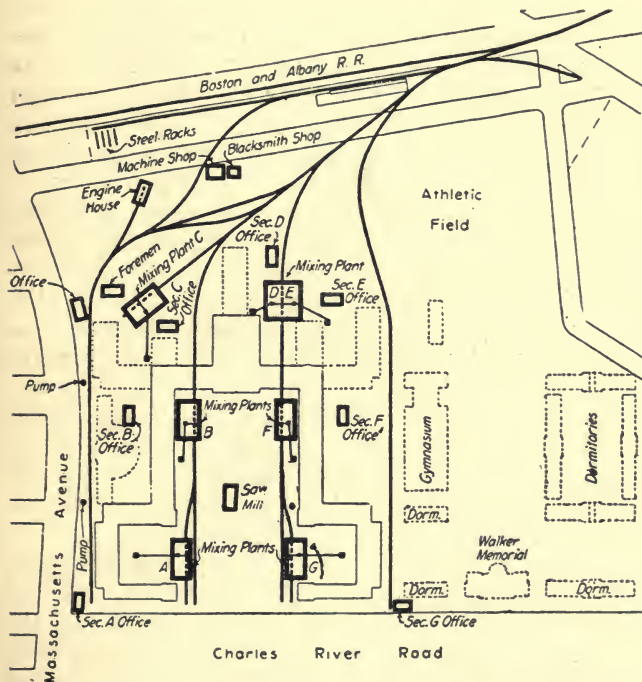 Boston and Albany R. R.
Steel Racks
Machine Shop
Blacksmith Shop
Engine
House
Athletic
Field
Sec. D
Office
Foremen
Mixing Plant C
Mixing Plant
D E
Sec. E
Office
Office
Sec. C
Office
Pump
Mixing Plants
B
F
Sec. B
Office
Sec. F
Office
Gymnasium
Dormitories
Saw
Mill
Pump
Massachusetts Avenue
Dorm.
Walker
Memorial
Mixing Plants
A
G
Dorm.
Dorm.
Sec. A Office
Sec. G Office
Charles River Road